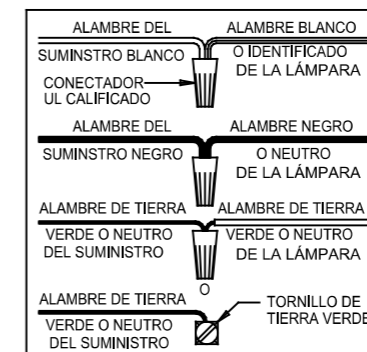 ALAMBRE DEL ALAMBRE BLANCO
SUMINSTRO BLANCO O IDENTIFICADO
DE LA LÁMPARA
CONECTADOR
UL CALIFICADO
ALAMBRE DEL ALAMBRE NEGRO
SUMINSTRO NEGRO O NEUTRO
DE LA LÁMPARA
ALAMBRE DE TIERRA ALAMBRE DE TIERRA
VERDE O NEUTRO VERDE O NEUTRO
DEL SUMINISTRO DE LA LÁMPARA
O
ALAMBRE DE TIERRA TORNILLO DE
VERDE O NEUTRO TIERRA VERDE
DEL SUMINISTRO